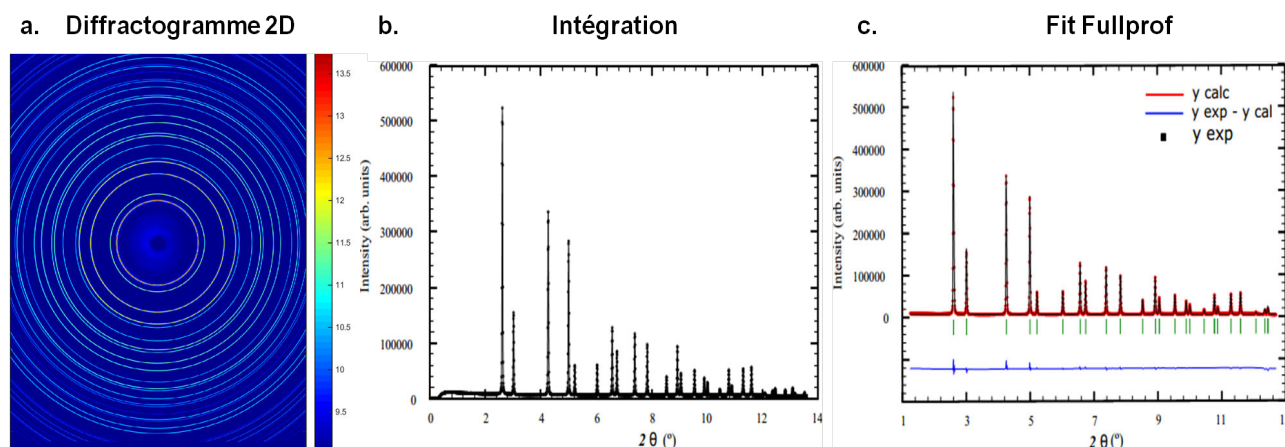 a. Diffractogramme 2D
13.5
13
12.5
12
11.5
11
10.5
10
9.5
b. Intégration
600000
500000
400000
300000
200000
100000
0
Intensity (arb. units)
0 2 4 6 8 10 12 14
2 θ (º)
c. Fit Fullprof
600000
500000
400000
300000
200000
100000
0
Intensity (arb. units)
y calc
y exp - y cal
y exp
1 3 5 7 9 11 1
2 θ (º)